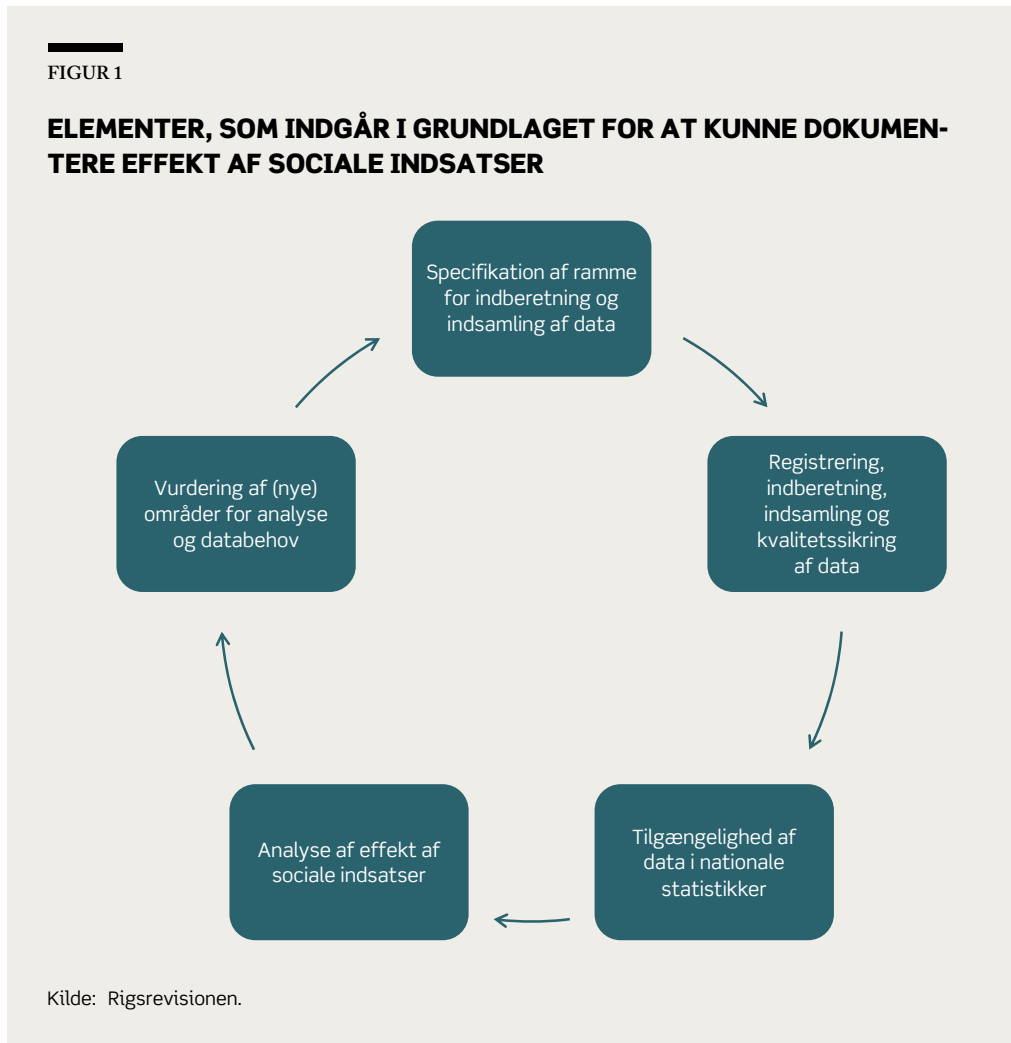 FIGUR 1
ELEMENTER, SOM INDGÅR I GRUNDLAGET FOR AT KUNNE DOKUMEN-
TERE EFFEKT AF SOCIALE INDSATSER
Specifikation af ramme
for indberetning og
indsamling af data
Registrering,
indberetning,
indsamling og
kvalitetssikring
af data
Tilgængelighed af
data i nationale
statistikker
Analyse af effekt af
sociale indsatser
Vurdering af (nye)
områder for analyse
og databehov
Kilde: Rigsrevisionen.